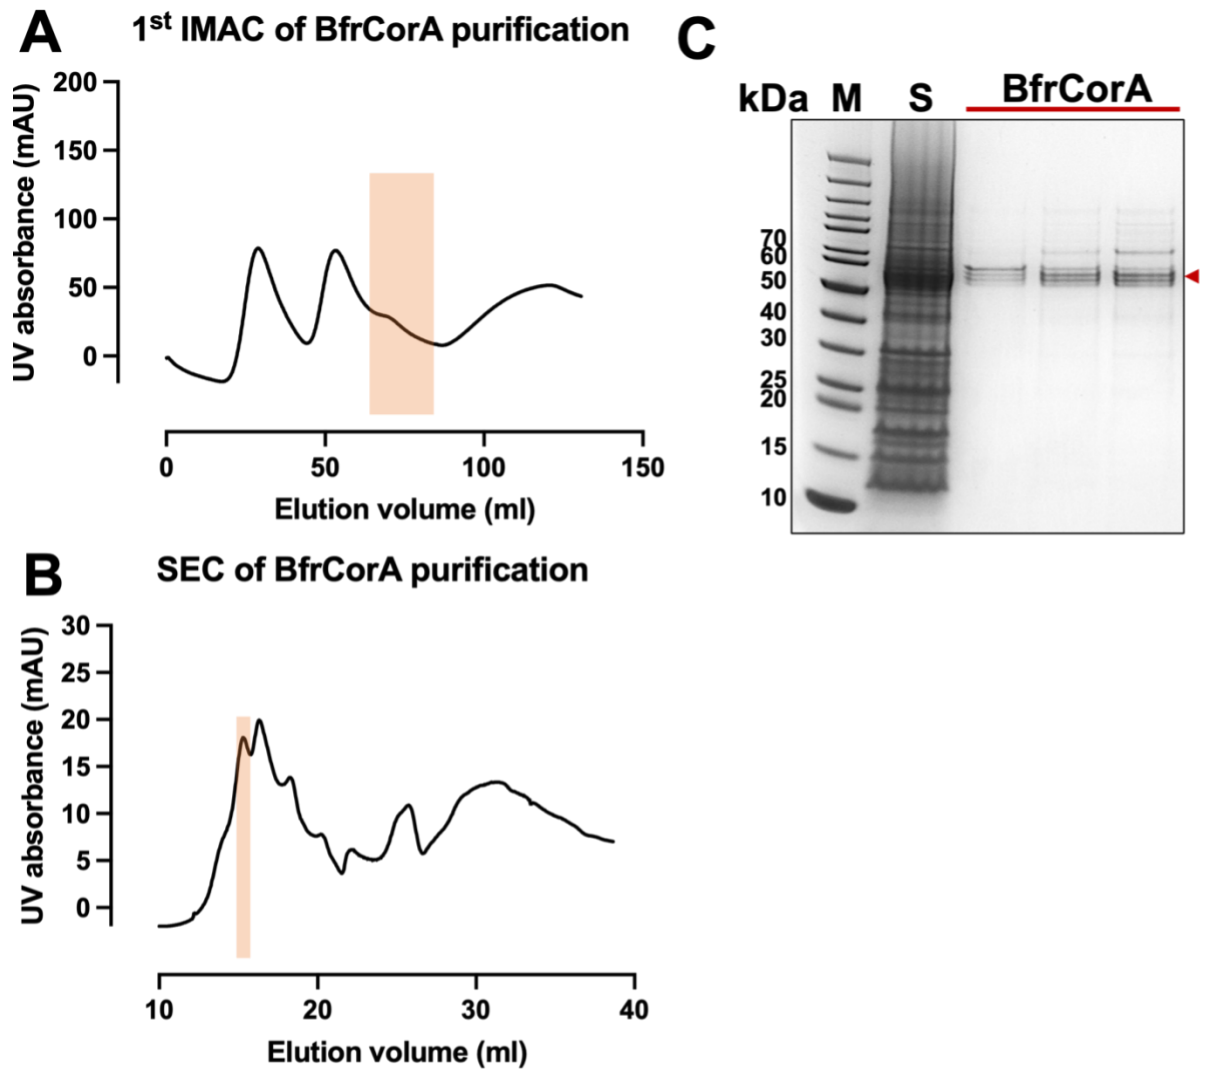 A
1st IMAC of BfrCorA purification
UV absorbance (mAU)
200
150
100
50
0
0 50 100 150
Elution volume (ml)
B
SEC of BfrCorA purification
UV absorbance (mAU)
30
25
20
15
10
5
0
10 20 30 40
Elution volume (ml)
C
kDa M S BfrCorA
70
60
50
40
30
25
20
15
10